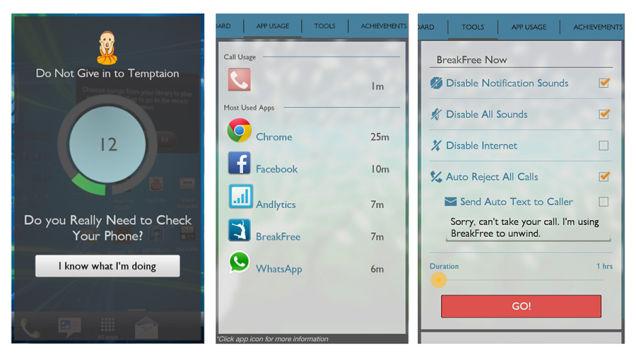 Do Not Give in to Temptaion
12
Do you Really Need to Check
Your Phone?
I know what I'm doing
OARD
APP USAGE
TOOLS
ACHIEVEMENTS
Call Usage
1m
Most Used Apps
Chrome
25m
Facebook
10m
Andlytics
7m
BreakFree
7m
WhatsApp
6m
*Click app icon for more information
OARD
TOOLS
APP USAGE
ACHIEVEMENTS
BreakFree Now
Disable Notification Sounds
Disable All Sounds
Disable Internet
Auto Reject All Calls
Send Auto Text to Caller
Sorry, can't take your call. I'm using
BreakFree to unwind.
Duration
1 hrs
GO!